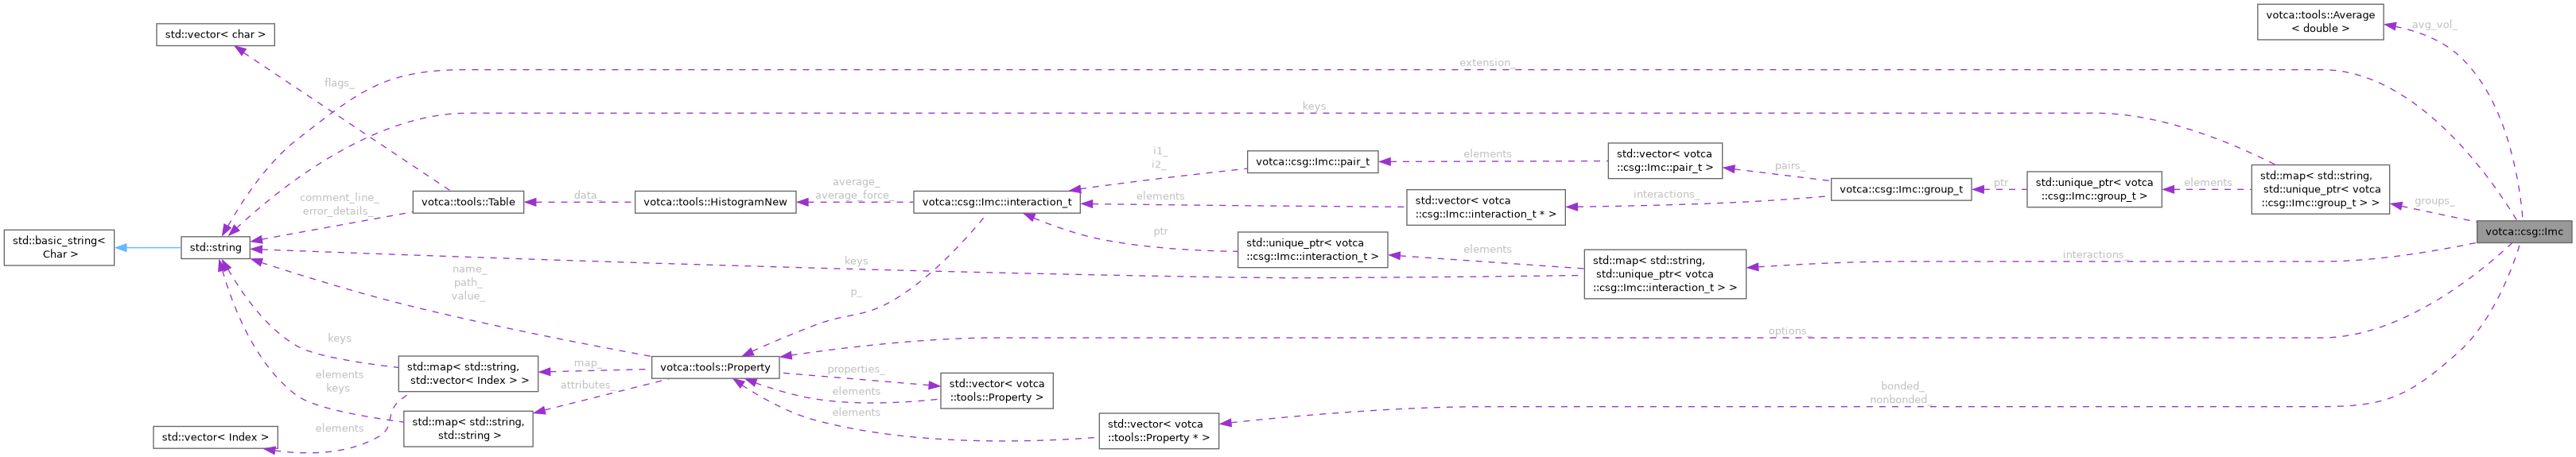 votca::tools::Average
< double >
avg_vol_
std::vector< char >
extension_
flags_
keys
i1_
i2_
elements
std::vector< votca
::csg::Imc::pair_t >
votca::csg::Imc::pair_t
pairs_
std::map< std::string,
std::unique_ptr< votca
::csg::Imc::group_t > >
average_
average_force_
elements
ptr
elements
votca::csg::Imc::group_t
std::unique_ptr< votca
::csg::Imc::group_t >
interactions_
groups_
comment_line_
error_details_
votca::tools::Table
data_
votca::tools::HistogramNew
votca::csg::Imc::interaction_t
std::vector< votca
::csg::Imc::interaction_t * >
votca::csg::Imc
std::basic_string<
Char >
std::string
ptr
std::unique_ptr< votca
::csg::Imc::interaction_t >
elements
interactions_
keys
std::map< std::string,
std::unique_ptr< votca
::csg::Imc::interaction_t > >
name_
path_
value_
p_
options_
keys
std::map< std::string,
std::vector< Index > >
map_
votca::tools::Property
properties_
std::vector< votca
::tools::Property >
elements
keys
attributes_
elements
bonded_
nonbonded_
elements
std::map< std::string,
std::string >
elements
std::vector< votca
::tools::Property * >
std::vector< Index >